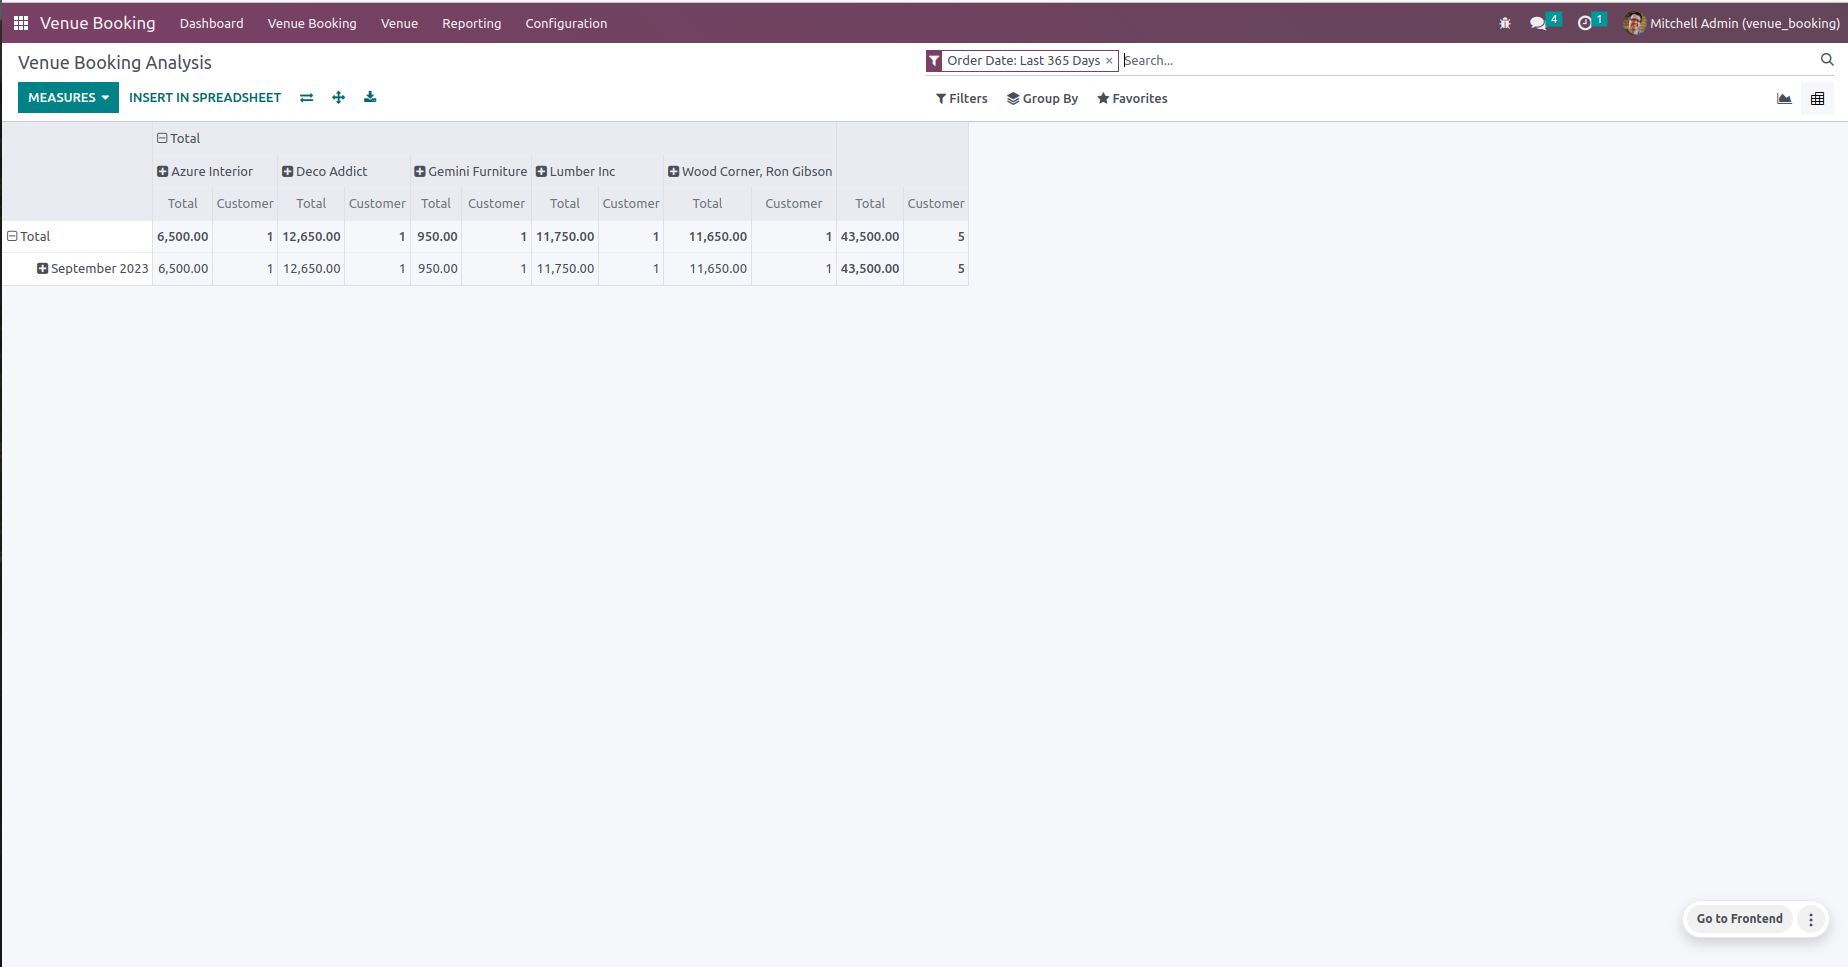 Venue Booking Dashboard Venue Booking Venue Reporting Configuration 4 1 Mitchell Admin (venue_booking)
Venue Booking Analysis Order Date: Last 365 Days × Search...
MEASURES INSERT IN SPREADSHEET Filters Group By Favorites
Total
Azure Interior Deco Addict Gemini Furniture Lumber Inc Wood Corner, Ron Gibson
Total Customer Total Customer Total Customer Total Customer Total Customer Total Customer
Total 6,500.00 1 12,650.00 1 950.00 1 11,750.00 1 11,650.00 1 43,500.00 5
September 2023 6,500.00 1 12,650.00 1 950.00 1 11,750.00 1 11,650.00 1 43,500.00 5
Go to Frontend